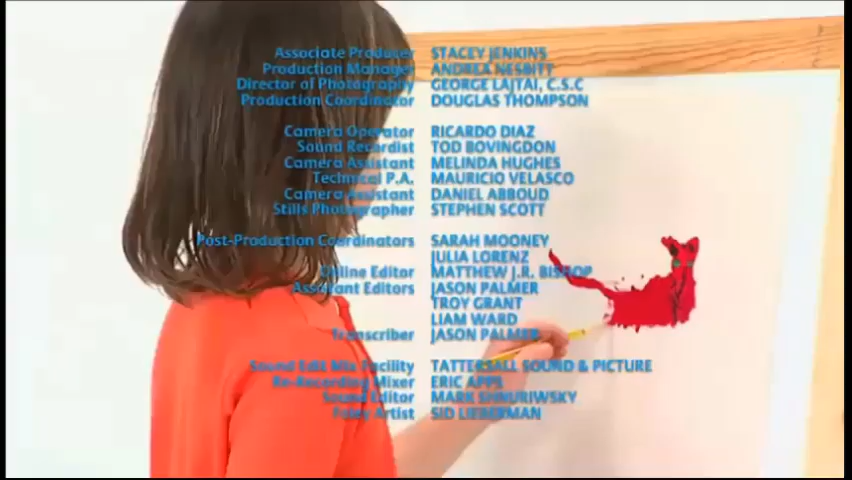 Associate Producer STACEY JENKINS
Production Manager ANDREA NESBITT
Director of Photography GEORGE LAJTAI, C.S.C
Production Coordinator DOUGLAS THOMPSON
Camera Operator RICARDO DIAZ
Sound Recordist TOD BOVINGDON
Camera Assistant MELINDA HUGHES
Technical P.A. MAURICIO VELASCO
Camera Assistant DANIEL ABBOUD
Stills Photographer STEPHEN SCOTT
Post-Production Coordinators SARAH MOONEY
JULIA LORENZ
Online Editor MATTHEW J.R. BISHOP
Assistant Editors JASON PALMER
TROY GRANT
LIAM WARD
Transcriber JASON PALMER
Sound Edit Mix Facility TATTERSALL SOUND & PICTURE
Re-Recording Mixer ERIC APPS
Sound Editor MARK SHNURIWSKY
Foley Artist SID LIEBERMAN